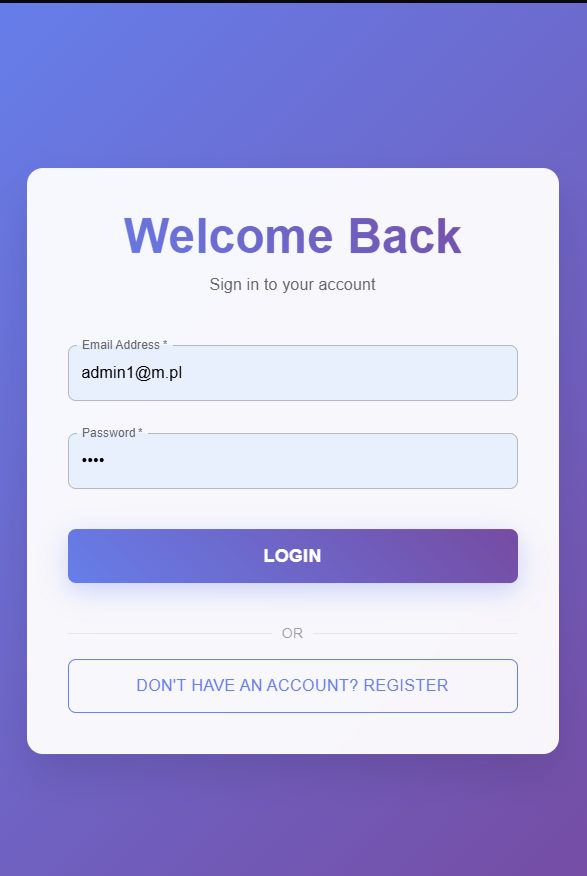 Welcome Back
Sign in to your account
Email Address *
admin1@m.pl
Password *
••••
LOGIN
OR
DON'T HAVE AN ACCOUNT? REGISTER